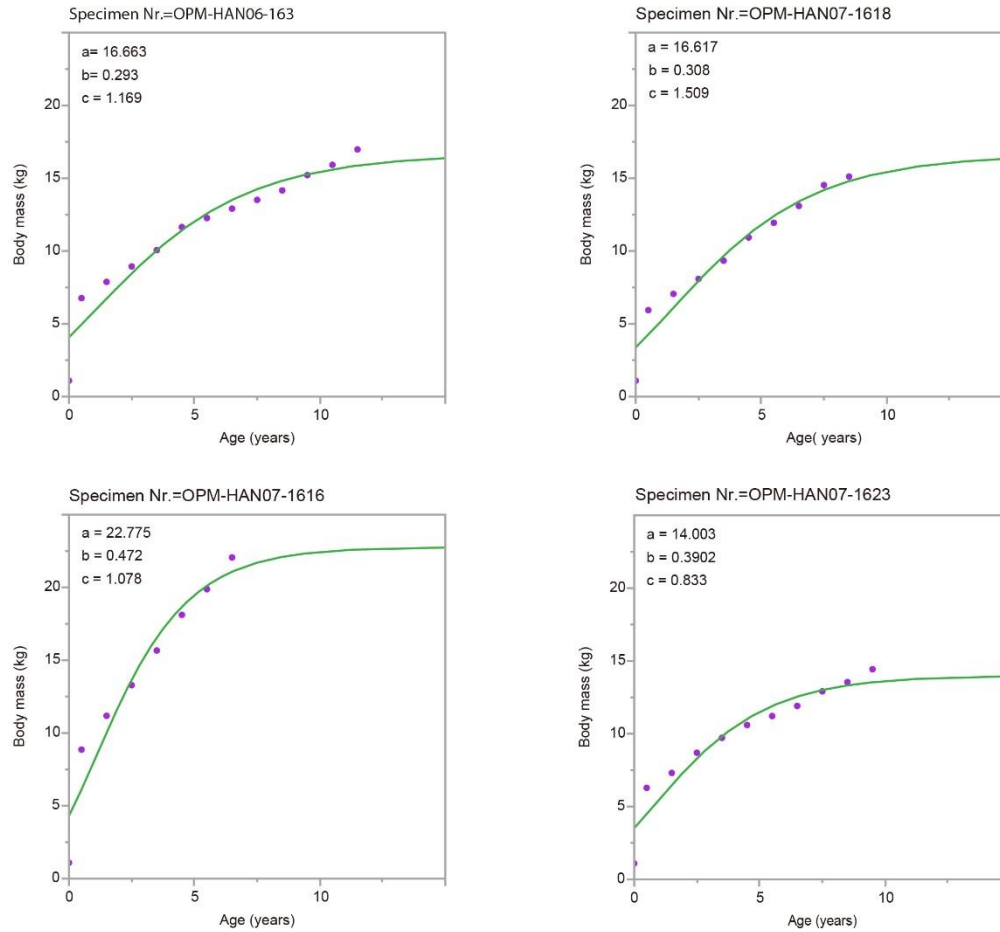 Specimen Nr.=OPM-HAN06-163
a= 16.663
b= 0.293
c = 1.169
20
15
10
5
0
Body mass (kg)
0 5 10
Age (years)
Specimen Nr.=OPM-HAN07-1618
a = 16.617
b = 0.308
c = 1.509
20
15
10
5
0
Body mass (kg)
0 5 10
Age( years)
Specimen Nr.=OPM-HAN07-1616
a = 22.775
b = 0.472
c = 1.078
20
15
10
5
0
Body mass (kg)
0 5 10
Age (years)
Specimen Nr.=OPM-HAN07-1623
a = 14.003
b = 0.3902
c = 0.833
20
15
10
5
0
Body mass (kg)
0 5 10
Age (years)